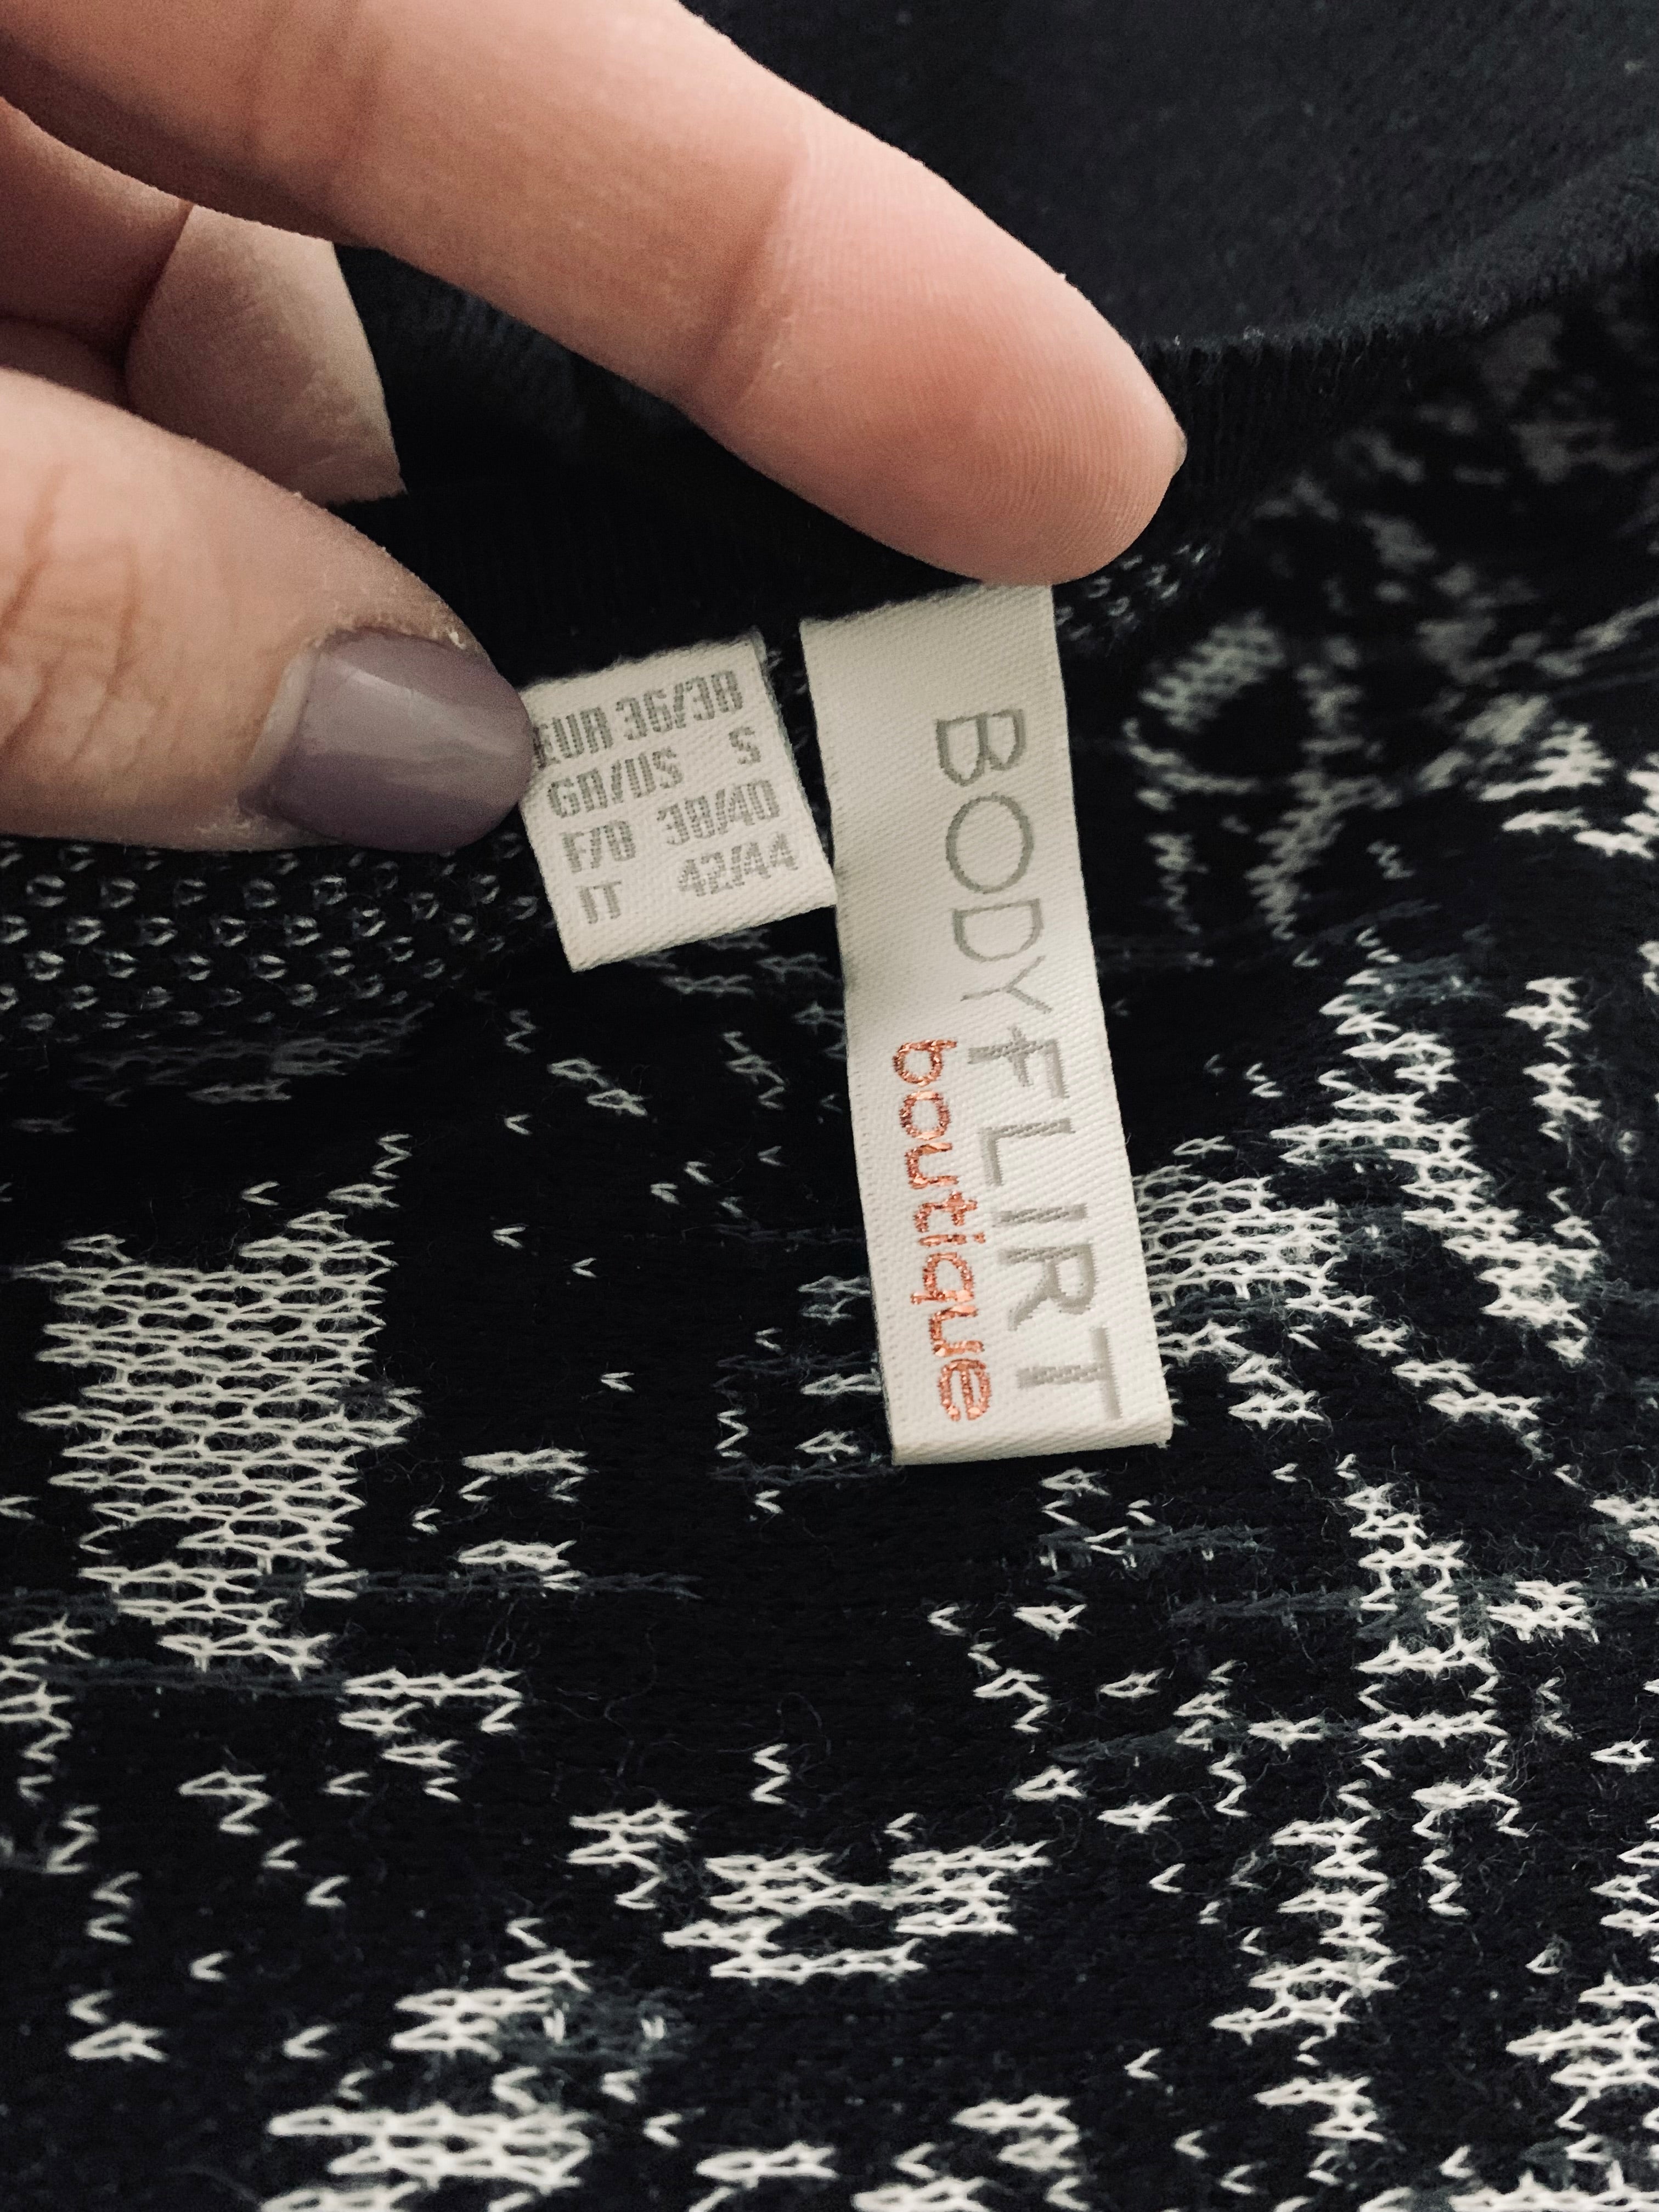 EUR 36/38
GB/US S
F/B 38/40
IT 42/44
BODYFLIRT
boutique